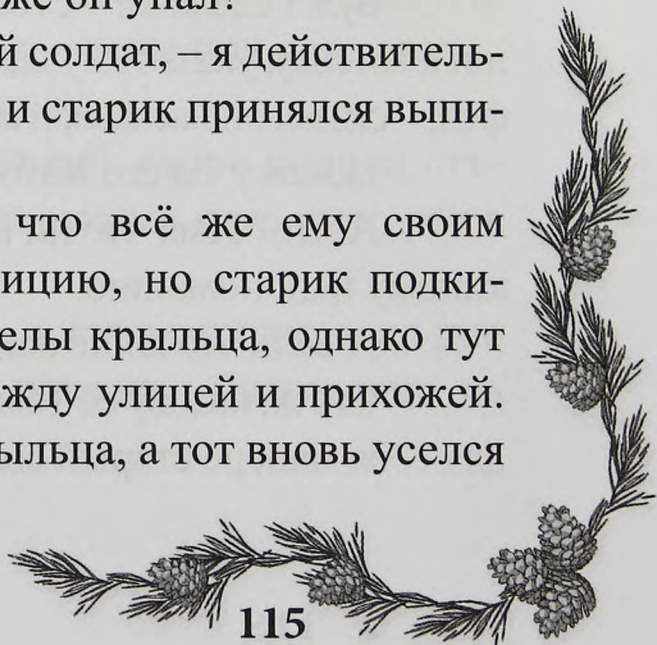 же он упал?
й солдат, – я действитель-
и старик принялся выпи-
что всё же ему своим
ицию, но старик подки-
елы крыльца, однако тут
жду улицей и прихожей.
ыльца, а тот вновь уселся
115